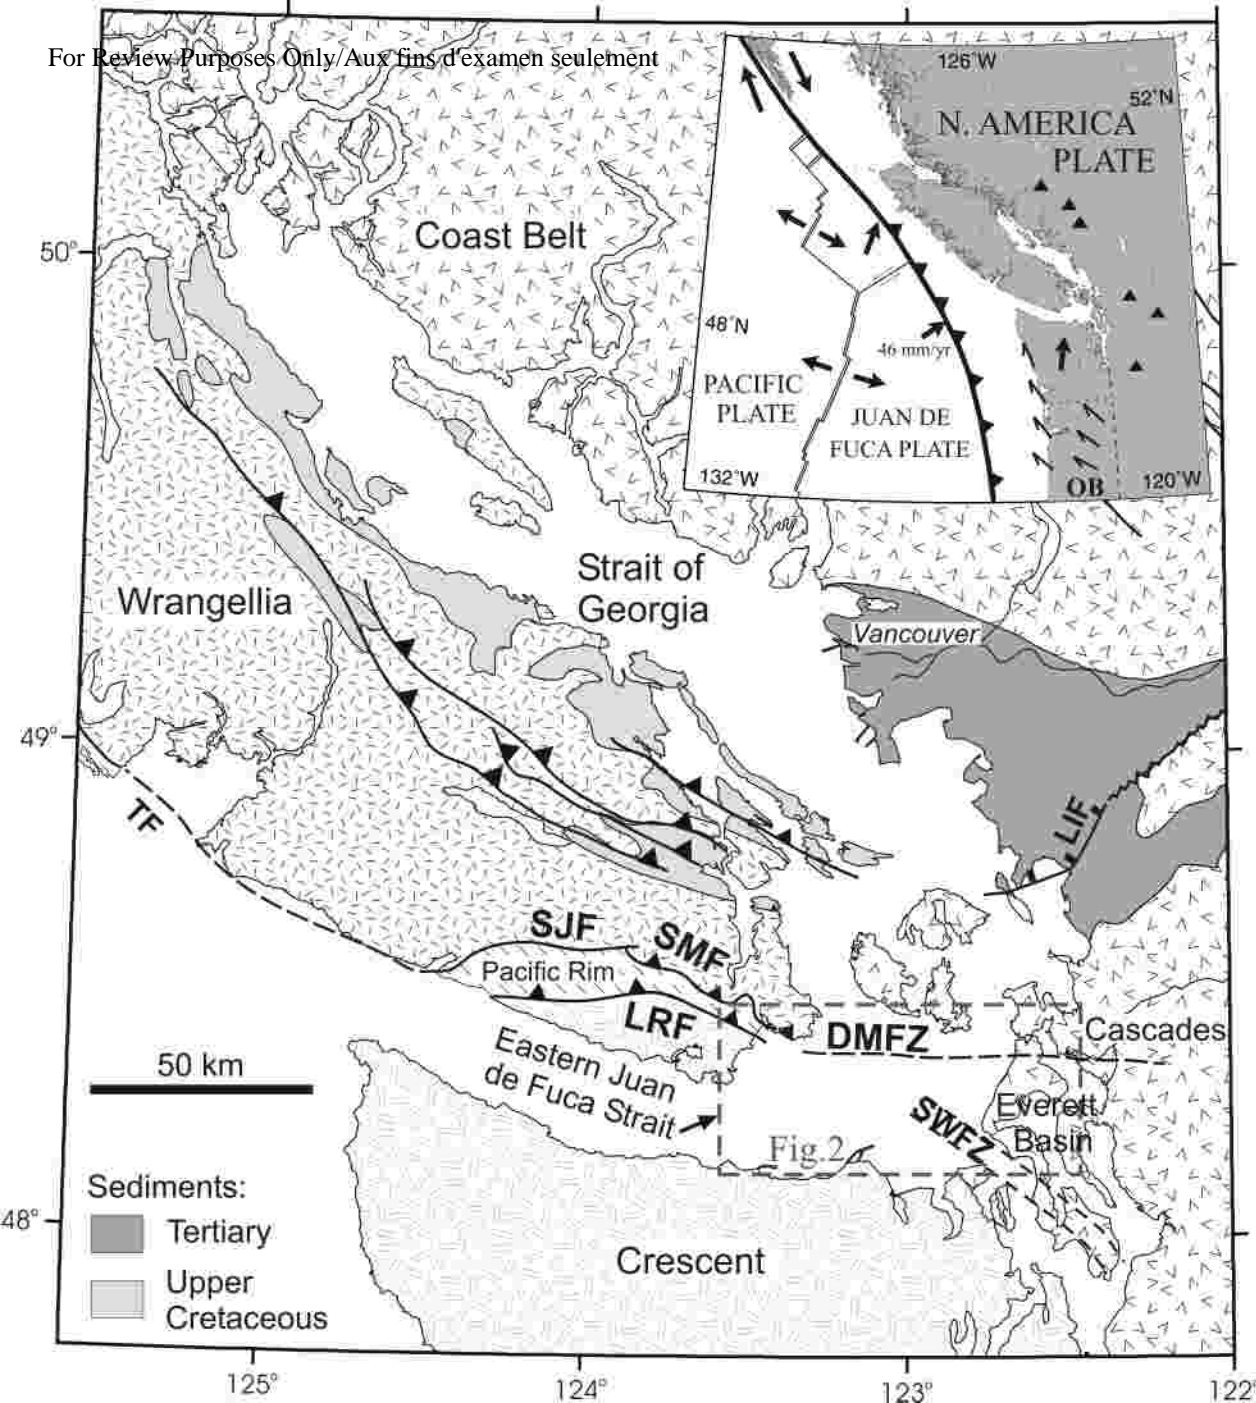 For Review Purposes Only/Aux fins d'examen seulement
126°W
52°N
N. AMERICA
PLATE
Coast Belt
50°
48°N
46 mm/yr
PACIFIC
PLATE
JUAN DE
FUCA PLATE
132°W
OB
120°W
Strait of
Georgia
Wrangellia
Vancouver
49°
TF
LIF
SJF
SMF
Pacific Rim
LRF
DMFZ
Cascades
Eastern Juan
de Fuca Strait
50 km
SWFZ
Everett
Basin
Fig.2
Sediments:
48°
Tertiary
Upper
Cretaceous
Crescent
125°
124°
123°
122°